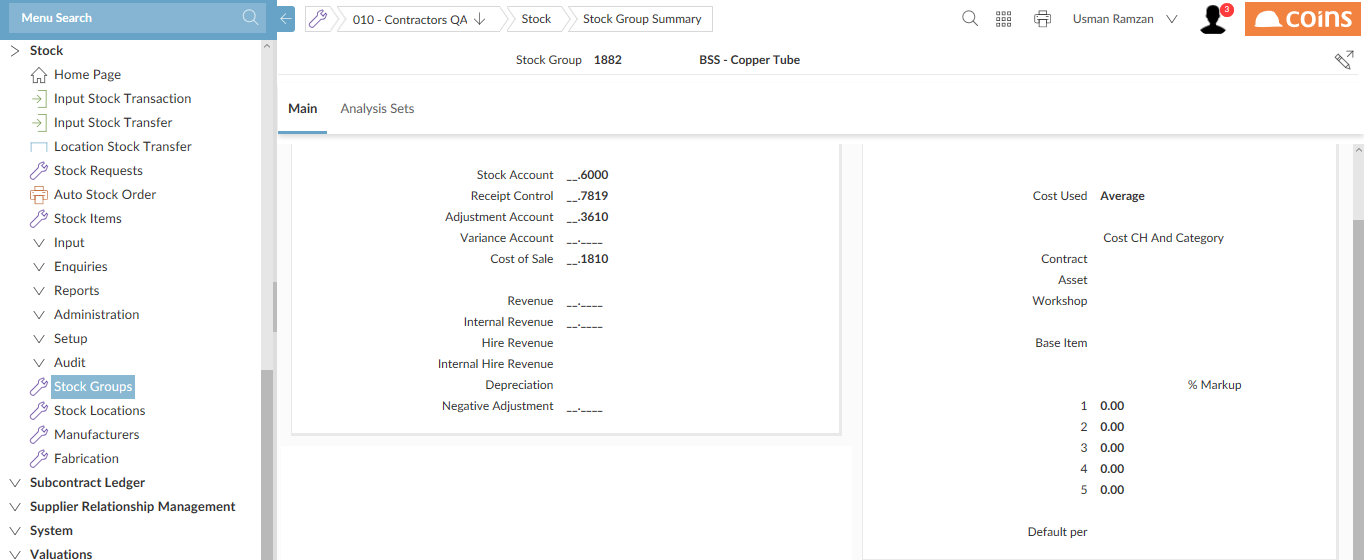 Menu Search
010 - Contractors QA
Stock
Stock Group Summary
Usman Ramzan
3
coins
Stock
Home Page
Input Stock Transaction
Input Stock Transfer
Location Stock Transfer
Stock Requests
Auto Stock Order
Stock Items
Input
Enquiries
Reports
Administration
Setup
Audit
Stock Groups
Stock Locations
Manufacturers
Fabrication
Subcontract Ledger
Supplier Relationship Management
System
Valuations
Stock Group 1882 BSS - Copper Tube
Main Analysis Sets
Stock Account __.6000
Receipt Control __.7819
Adjustment Account __.3610
Variance Account __.____
Cost of Sale __.1810
Revenue __.____
Internal Revenue __.____
Hire Revenue
Internal Hire Revenue
Depreciation
Negative Adjustment __.____
Cost Used Average
Cost CH And Category
Contract
Asset
Workshop
Base Item
% Markup
1 0.00
2 0.00
3 0.00
4 0.00
5 0.00
Default per